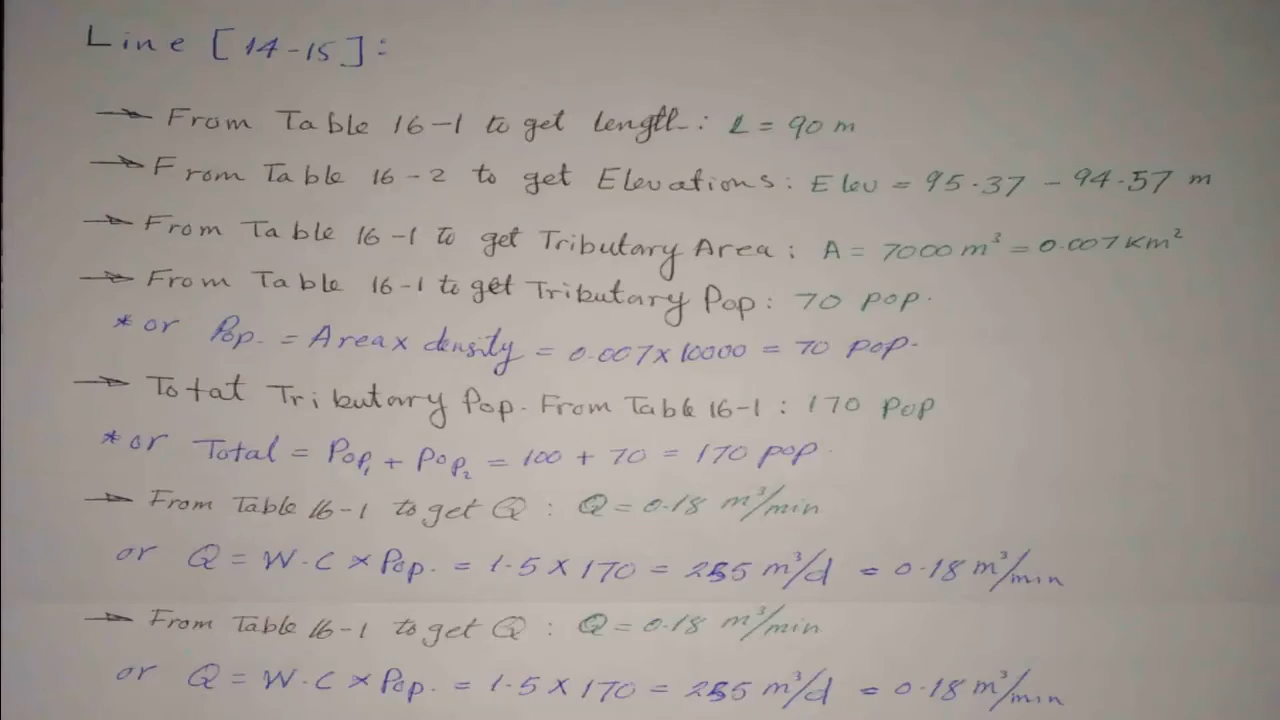 Line [14-15]:
→ From Table 16-1 to get length: L = 90 m
→ From Table 16-2 to get Elevations: Elev = 95.37 - 94.57 m
→ From Table 16-1 to get Tributary Area: A = 7000 m³ = 0.007 Km²
→ From Table 16-1 to get Tributary Pop: 70 pop.
* or Pop. = Area x density = 0.007 x 10000 = 70 pop.
→ Totat Tributary Pop. From Table 16-1: 170 pop
* or Total = Pop₁ + Pop₂ = 100 + 70 = 170 pop.
→ From Table 16-1 to get Q: Q = 0.18 m³/min
or Q = W.C x Pop. = 1.5 x 170 = 255 m³/d = 0.18 m³/min
→ From Table 16-1 to get Q: Q = 0.18 m³/min
or Q = W.C x Pop. = 1.5 x 170 = 255 m³/d = 0.18 m³/min